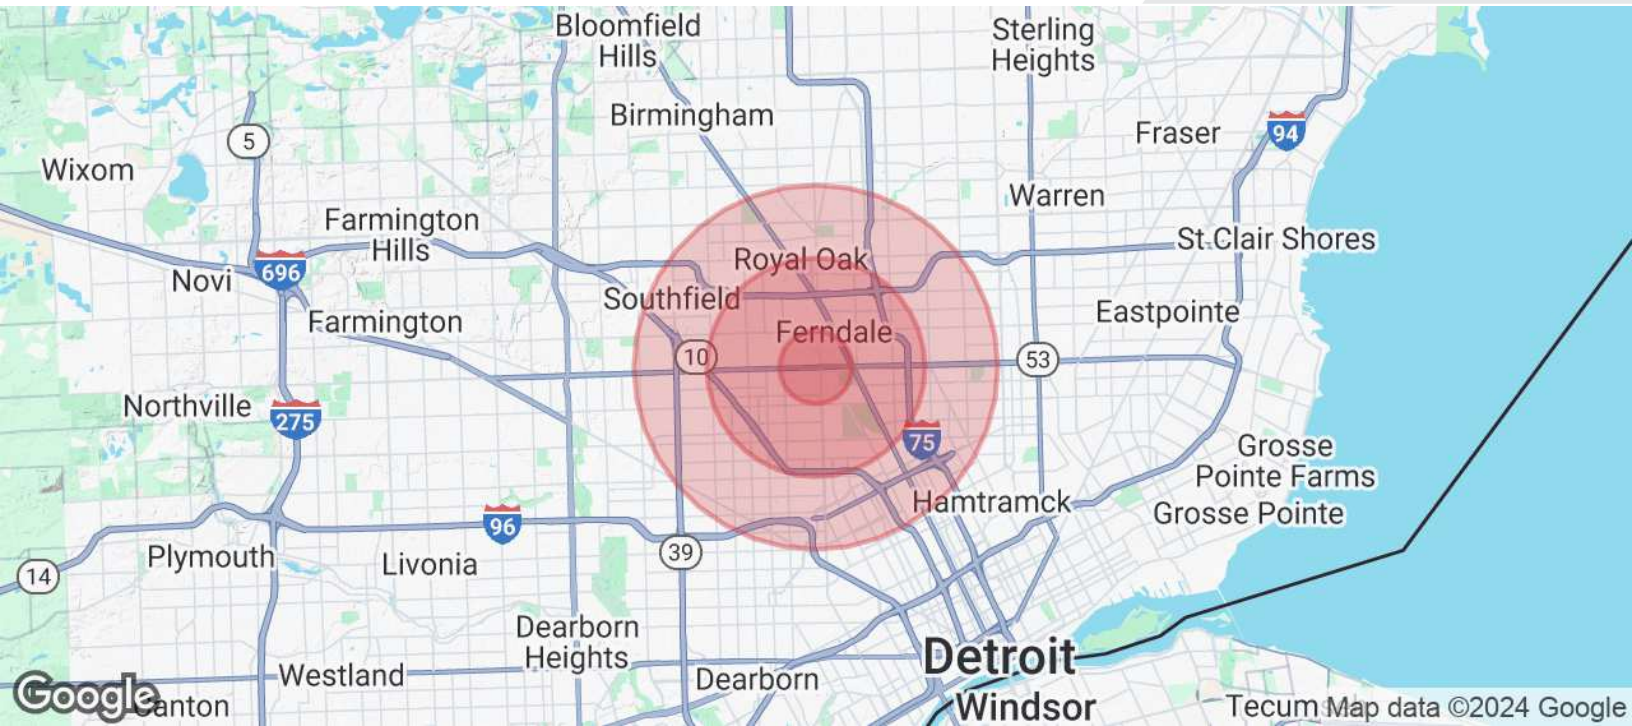 Bloomfield
Hills
Sterling
Heights
Birmingham
Fraser
94
5
Wixom
Warren
Farmington
Hills
St Clair Shores
Royal Oak
696
Novi
Southfield
Eastpointe
Farmington
Ferndale
10
53
Northville
275
75
Grosse
Pointe Farms
Hamtramck
Grosse Pointe
96
39
Plymouth
Livonia
14
Dearborn
Heights
Detroit
Westland
Dearborn
Google
Canton
Windsor
Tecum
Map data ©2024 Google